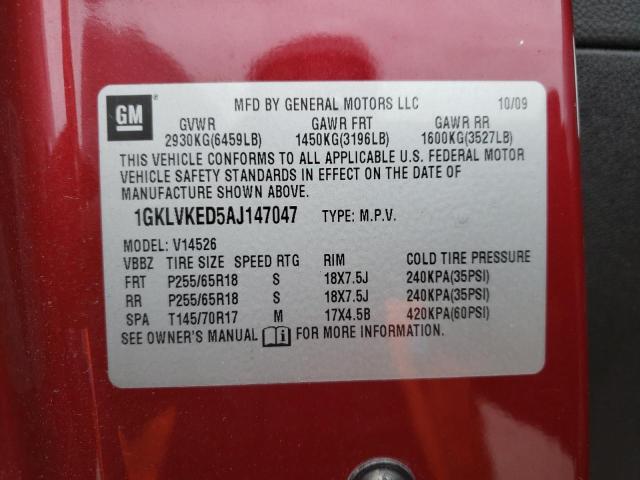 GM
MFD BY GENERAL MOTORS LLC 10/09
GVWR GAWR FRT GAWR RR
2930KG(6459LB) 1450KG(3196LB) 1600KG(3527LB)
THIS VEHICLE CONFORMS TO ALL APPLICABLE U.S. FEDERAL MOTOR
VEHICLE SAFETY STANDARDS IN EFFECT ON THE DATE OF
MANUFACTURE SHOWN ABOVE.
1GKLVKED5AJ147047 TYPE: M.P.V.
MODEL: V14526
VBBZ TIRE SIZE SPEED RTG RIM COLD TIRE PRESSURE
FRT P255/65R18 S 18X7.5J 240KPA(35PSI)
RR P255/65R18 S 18X7.5J 240KPA(35PSI)
SPA T145/70R17 M 17X4.5B 420KPA(60PSI)
SEE OWNER'S MANUAL FOR MORE INFORMATION.